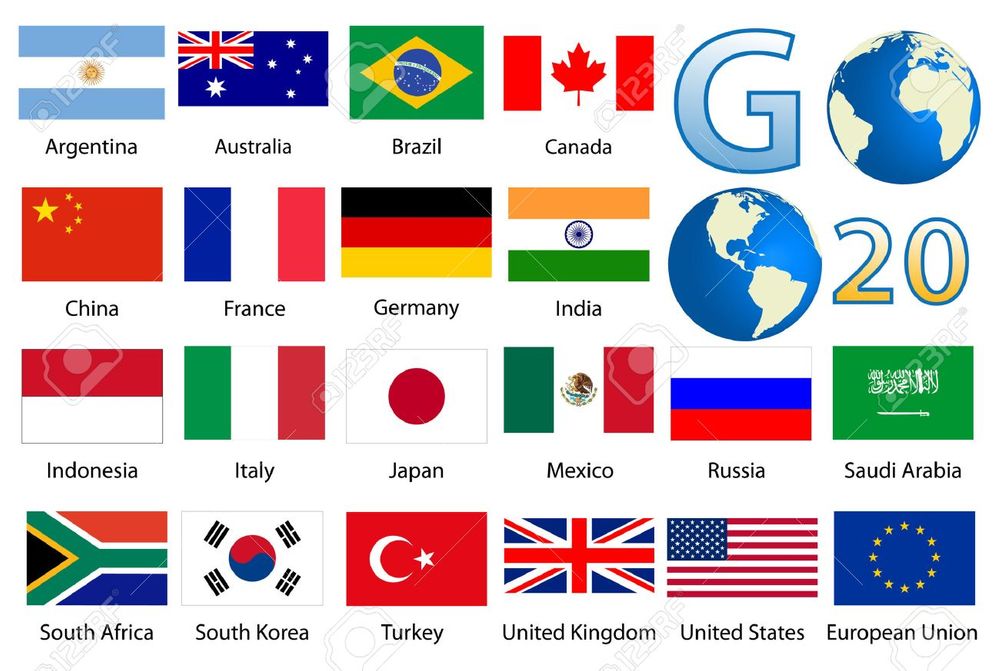 G
Argentina
Australia
Brazil
Canada
20
China
France
Germany
India
Indonesia
Italy
Japan
Mexico
Russia
Saudi Arabia
South Africa
South Korea
Turkey
United Kingdom
United States
European Union
123RF